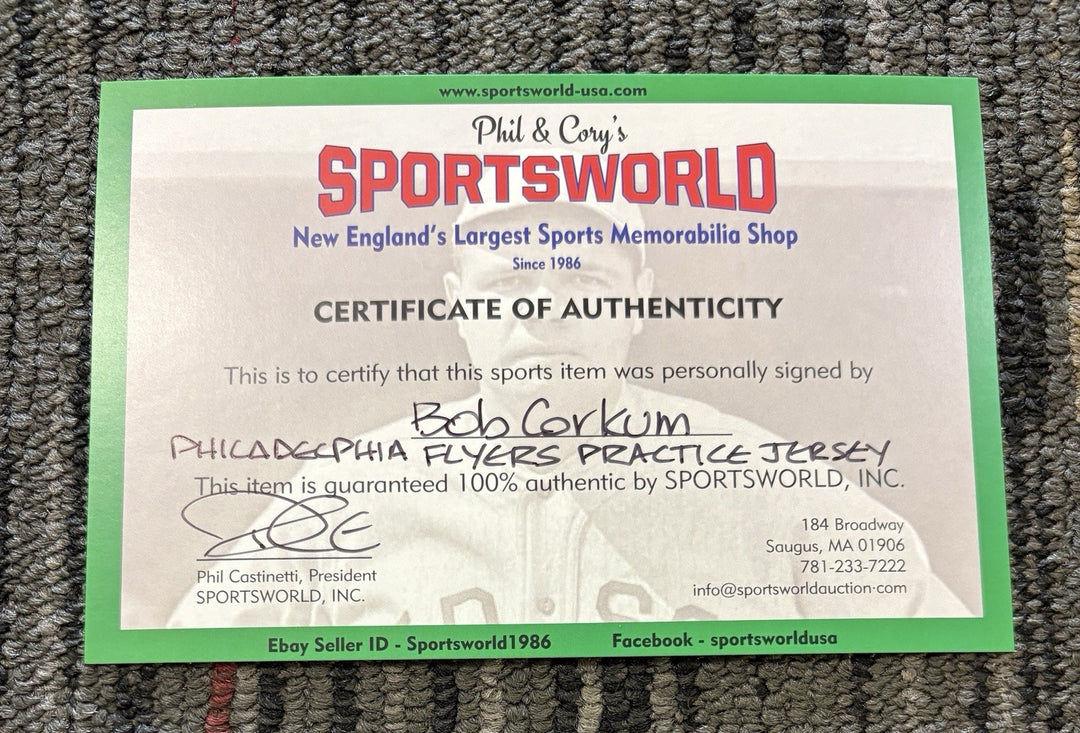 www.sportsworld-usa.com
Phil & Cory's
SPORTSWORLD
New England's Largest Sports Memorabilia Shop
Since 1986
CERTIFICATE OF AUTHENTICITY
This is to certify that this sports item was personally signed by
Bob Corkum
PHILADELPHIA FLYERS PRACTICE JERSEY
This item is guaranteed 100% authentic by SPORTSWORLD, INC.
184 Broadway
Saugus, MA 01906
781-233-7222
info@sportsworldauction.com
Phil Castinetti, President
SPORTSWORLD, INC.
Ebay Seller ID - Sportsworld1986 Facebook - sportsworldusa